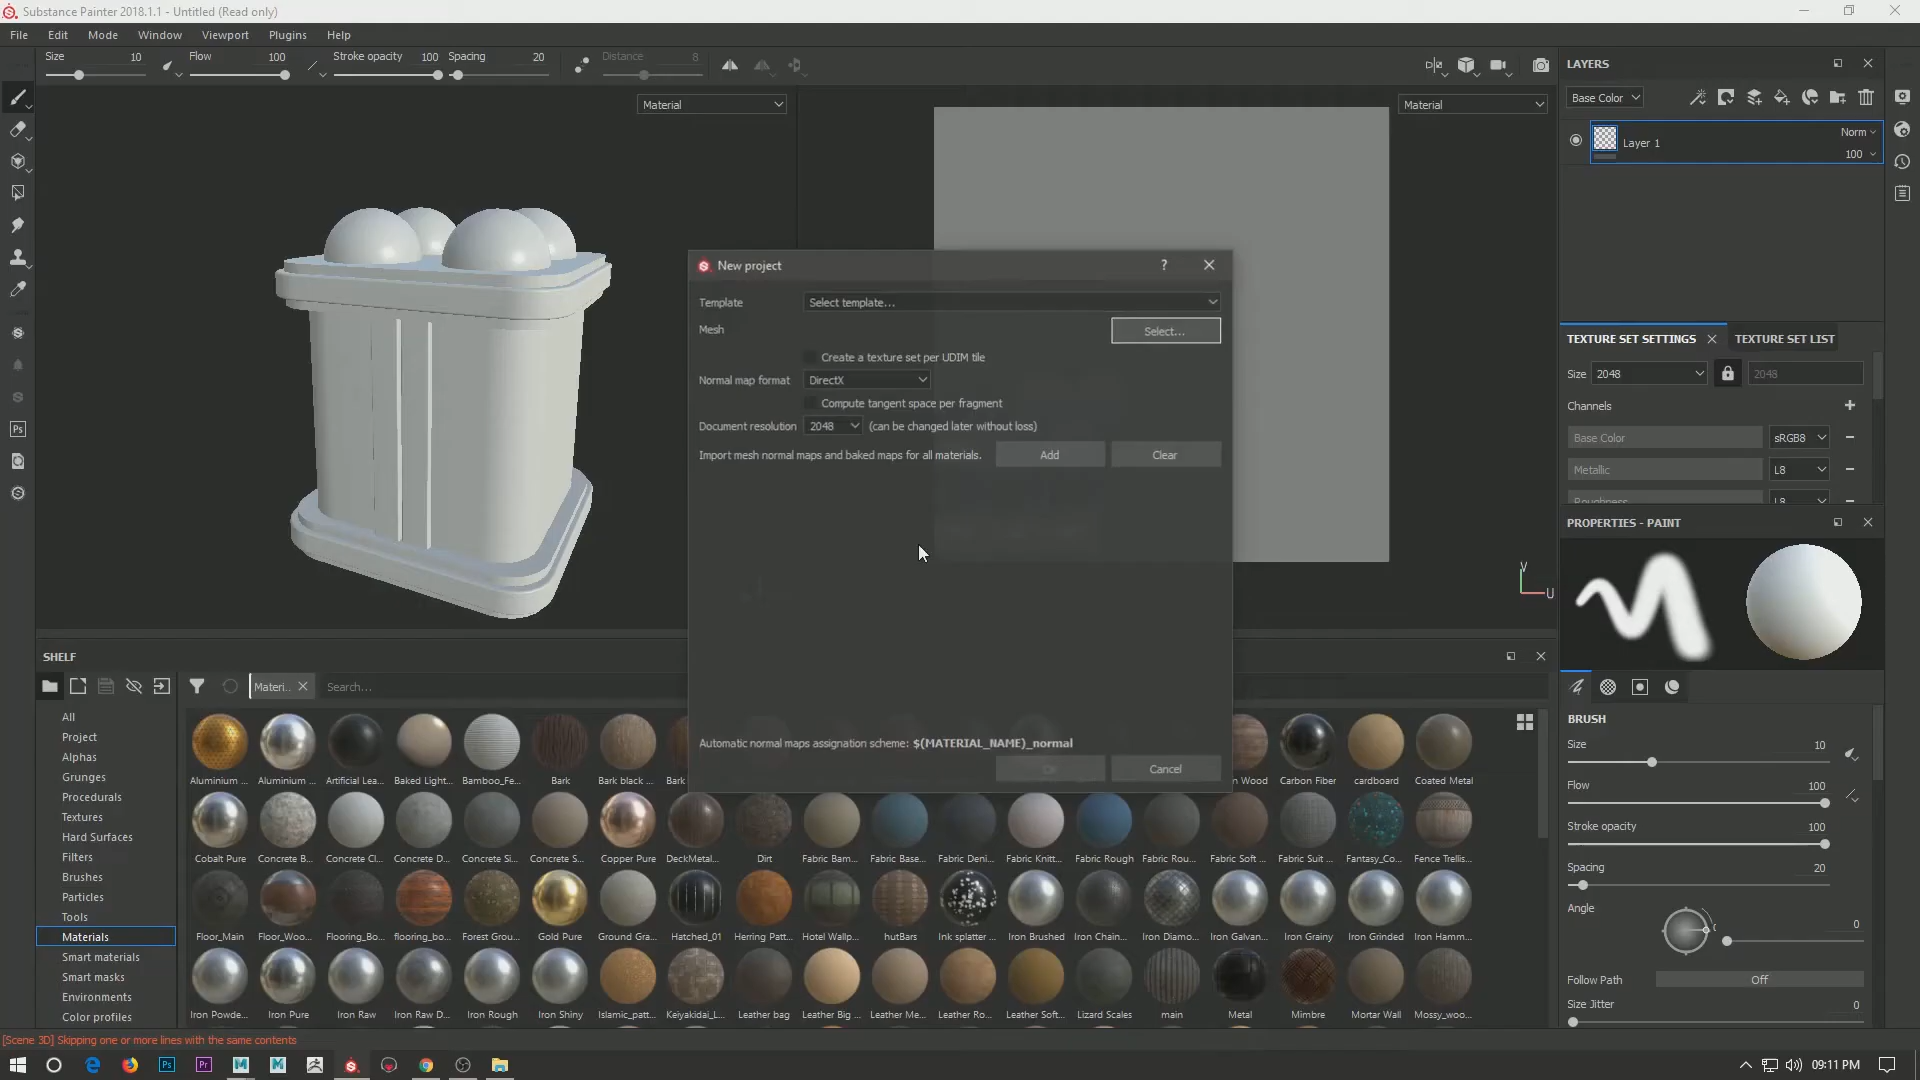 Substance Painter 2018.1.1 - Untitled (Read only)
File Edit Mode Window Viewport Plugins Help
Size 10 Flow 100 Stroke opacity 100 Spacing 20 Distance 8
Material
Material
LAYERS
Base Color
Layer 1
Norm
100
New project
?
Template Select template...
Mesh Select...
Create a texture set per UDIM tile
Normal map format DirectX
Compute tangent space per fragment
Document resolution 2048 (can be changed later without loss)
Import mesh normal maps and baked maps for all materials. Add Clear
Automatic normal maps assignation scheme: $(MATERIAL_NAME)_normal
Cancel
V
U
TEXTURE SET SETTINGS TEXTURE SET LIST
Size 2048 2048
Channels
Base Color sRGB8
Metallic L8
Roughness L8
PROPERTIES - PAINT
BRUSH
Size 10
Flow 100
Stroke opacity 100
Spacing 20
Angle 0
Follow Path Off
Size Jitter 0
SHELF
Materi..
Search...
All
Project
Alphas
Grunges
Procedurals
Textures
Hard Surfaces
Filters
Brushes
Particles
Tools
Materials
Smart materials
Smart masks
Environments
Color profiles
Aluminium ... Aluminium ... Artificial Lea... Baked Light... Bamboo_Fe... Bark Bark black ... Bark Wood Carbon Fiber cardboard Coated Metal
Cobalt Pure Concrete B... Concrete Cl... Concrete D... Concrete Si... Concrete S... Copper Pure DeckMetal... Dirt Fabric Bam... Fabric Base... Fabric Deni... Fabric Knitt... Fabric Rough Fabric Rou... Fabric Soft ... Fabric Suit ... Fantasy_Co... Fence Trellis...
Floor_Main Floor_Woo... Flooring_Bo... flooring_bo... Forest Grou... Gold Pure Ground Gra... Hatched_01 Herring Patt... Hotel Wallp... hutBars Ink splatter ... Iron Brushed Iron Chain... Iron Diamo... Iron Galvan... Iron Grainy Iron Grinded Iron Hamm...
Iron Powde... Iron Pure Iron Raw Iron Raw D... Iron Rough Iron Shiny Islamic_patt... Keiyakidai_L... Leather bag Leather Big ... Leather Me... Leather Ro... Leather Soft... Lizard Scales main Metal Mimbre Mortar Wall Mossy_woo...
[Scene 3D] Skipping one or more lines with the same contents
Ps
Ps Pr M M
09:11 PM